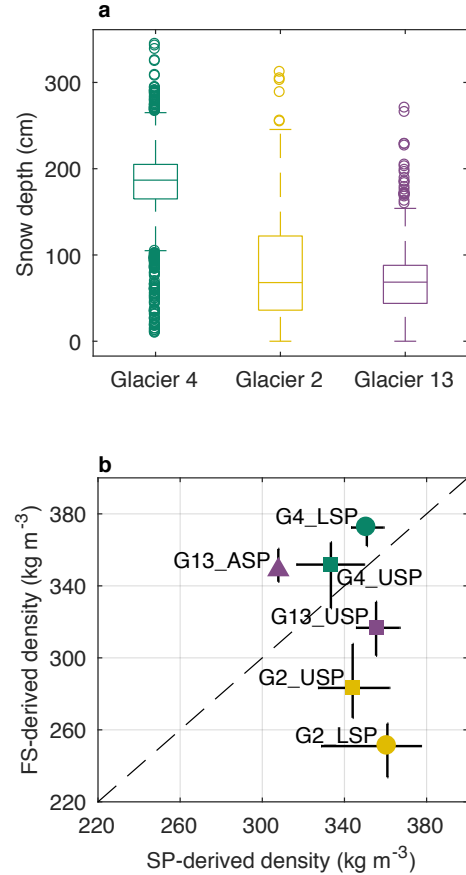 a
300
200
100
0
Snow depth (cm)
Glacier 4 Glacier 2 Glacier 13
b
380
340
300
260
220
FS-derived density (kg m⁻³)
G4_LSP
G13_ASP
G4_USP
G13_USP
G2_USP
G2_LSP
220 260 300 340 380
SP-derived density (kg m⁻³)